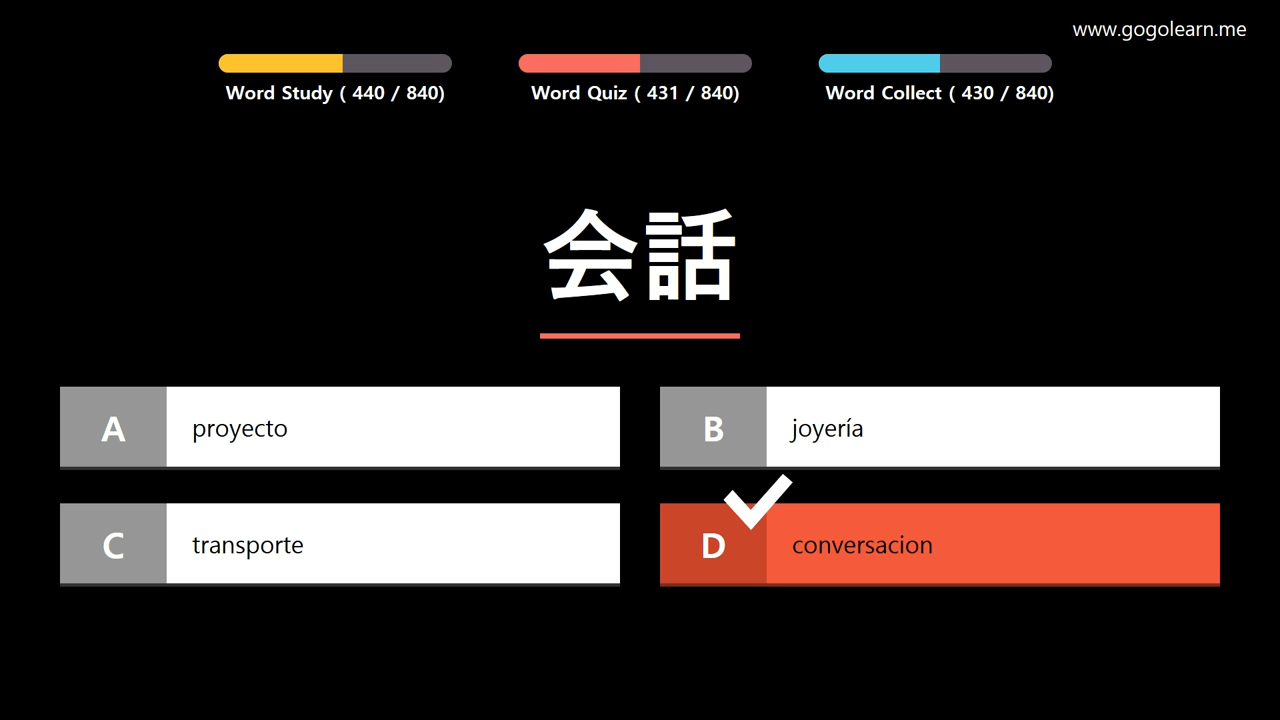 www.gogolearn.me
Word Study ( 440 / 840)
Word Quiz ( 431 / 840)
Word Collect ( 430 / 840)
会話
A proyecto
B joyería
C transporte
D conversacion